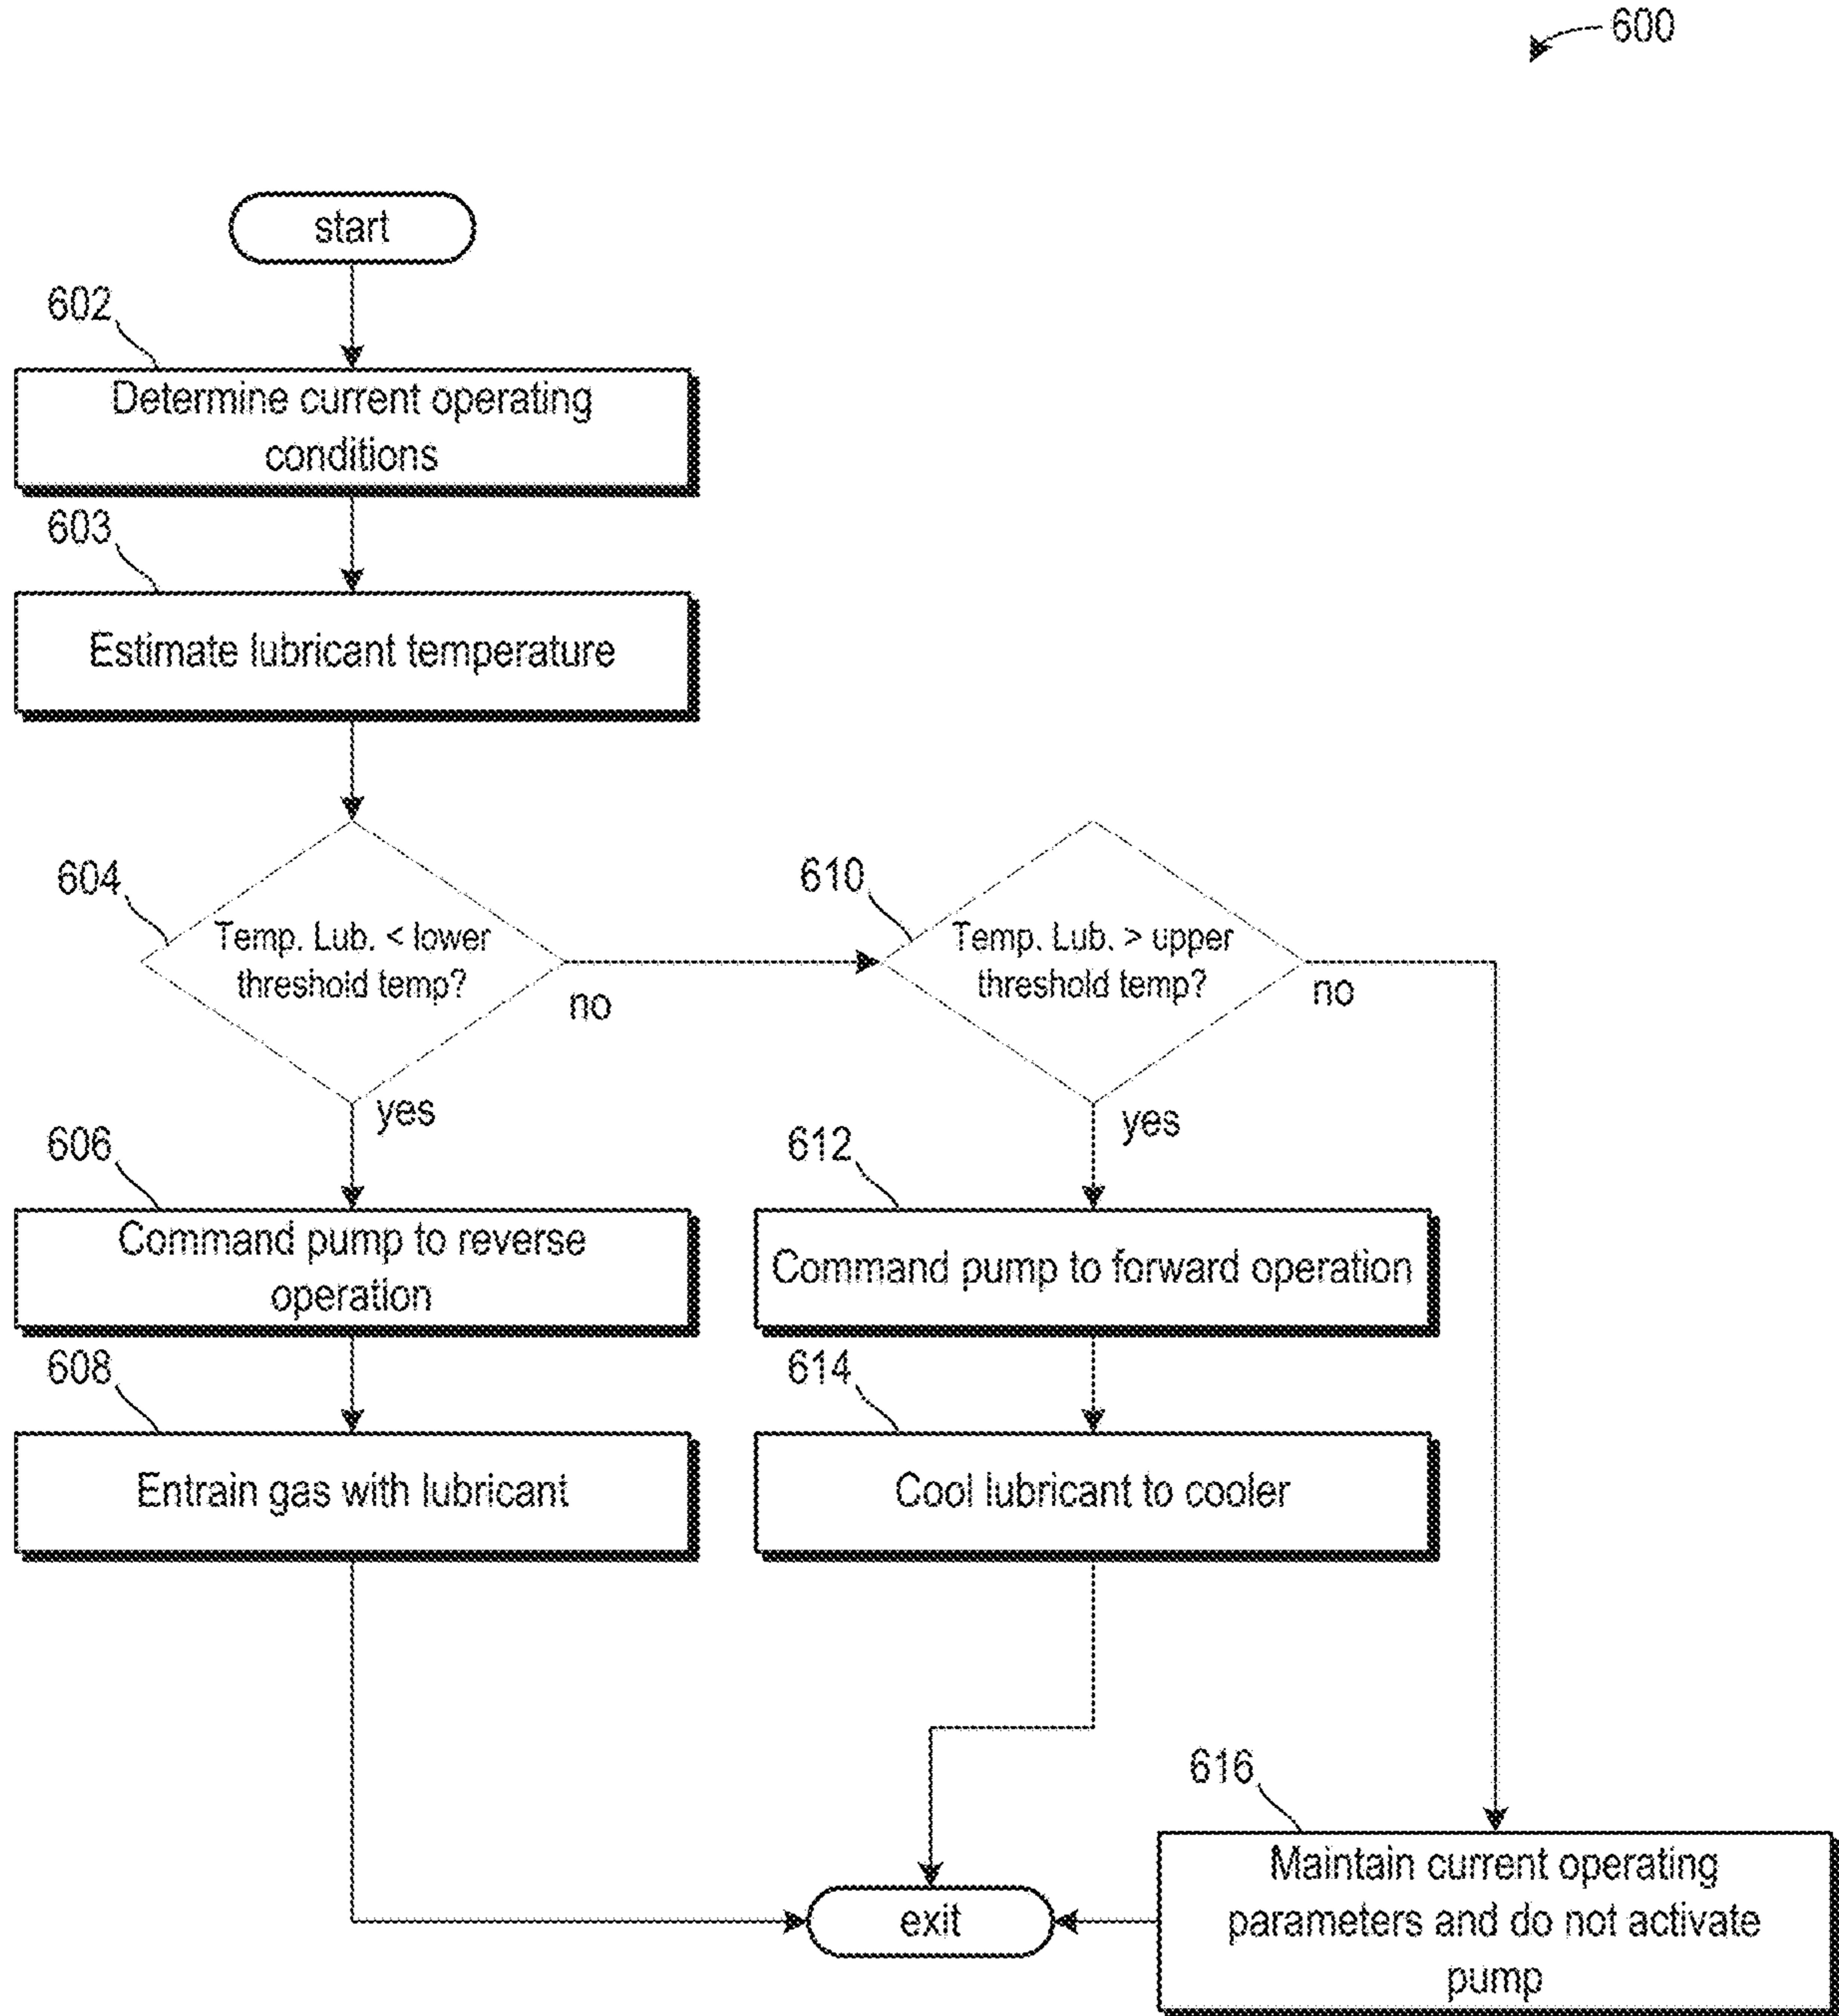 600
start
602
Determine current operating
conditions
603
Estimate lubricant temperature
604
Temp. Lub. < lower
threshold temp?
no
yes
610
Temp. Lub. > upper
threshold temp?
no
yes
606
Command pump to reverse
operation
612
Command pump to forward operation
608
Entrain gas with lubricant
614
Cool lubricant to cooler
616
Maintain current operating
parameters and do not activate
pump
exit